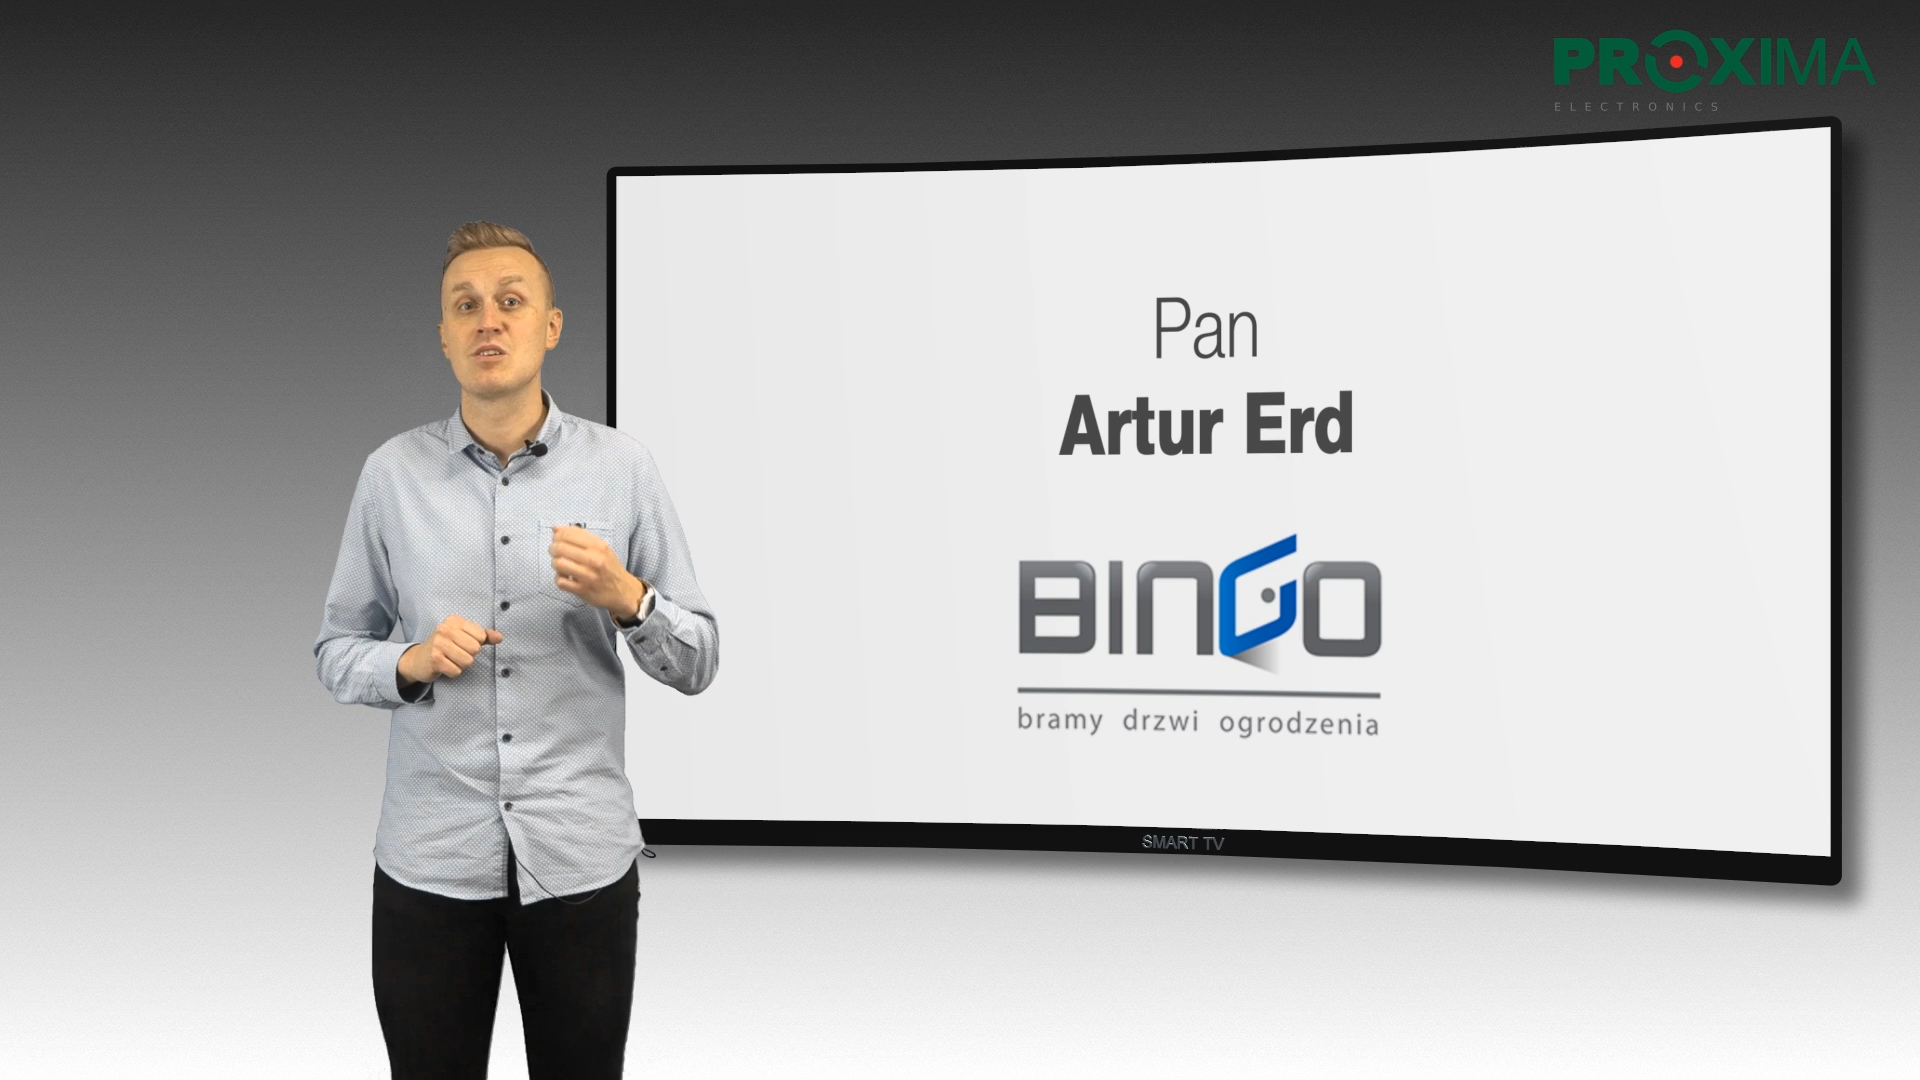 PROXIMA
ELECTRONICS
Pan
Artur Erd
BINGO
bramy drzwi ogrodzenia
SMART TV